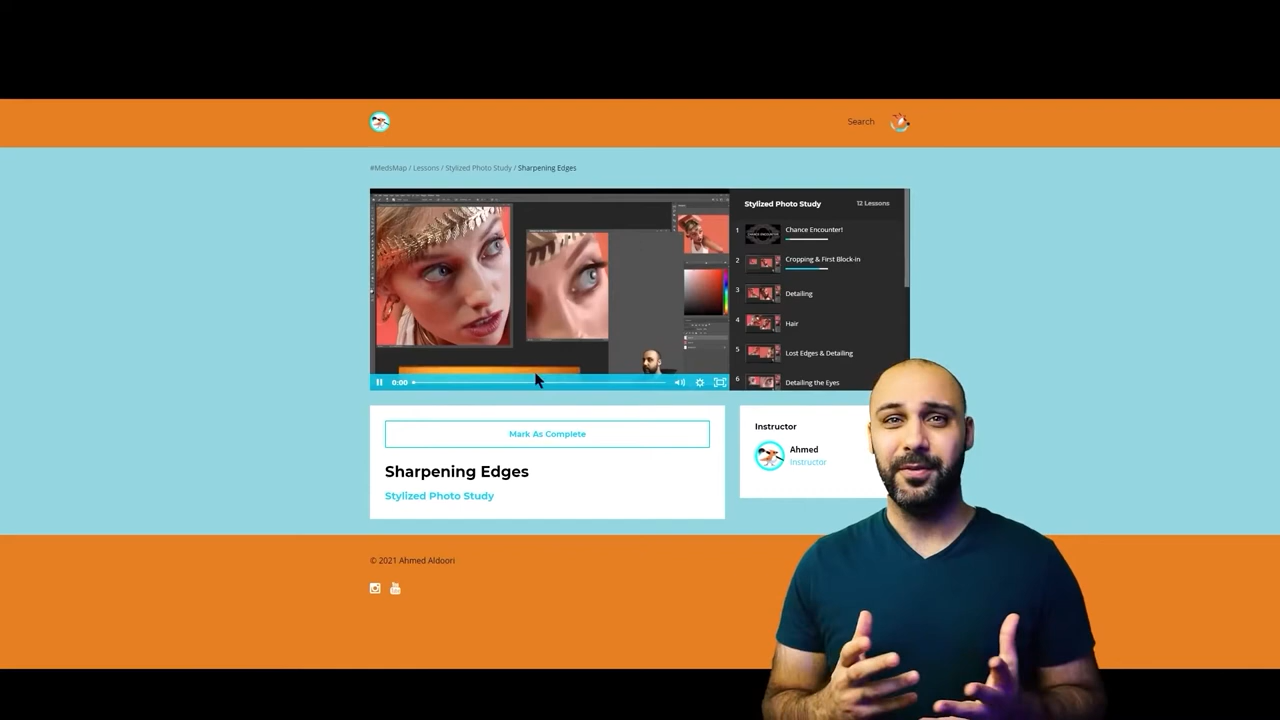 Search
#MedsMap / Lessons / Stylized Photo Study / Sharpening Edges
Stylized Photo Study
12 Lessons
1
Chance Encounter!
2
Cropping & First Block-in
3
Detailing
4
Hair
5
Lost Edges & Detailing
6
Detailing the Eyes
0:00
Mark As Complete
Sharpening Edges
Stylized Photo Study
Instructor
Ahmed
Instructor
© 2021 Ahmed Aldoori
You